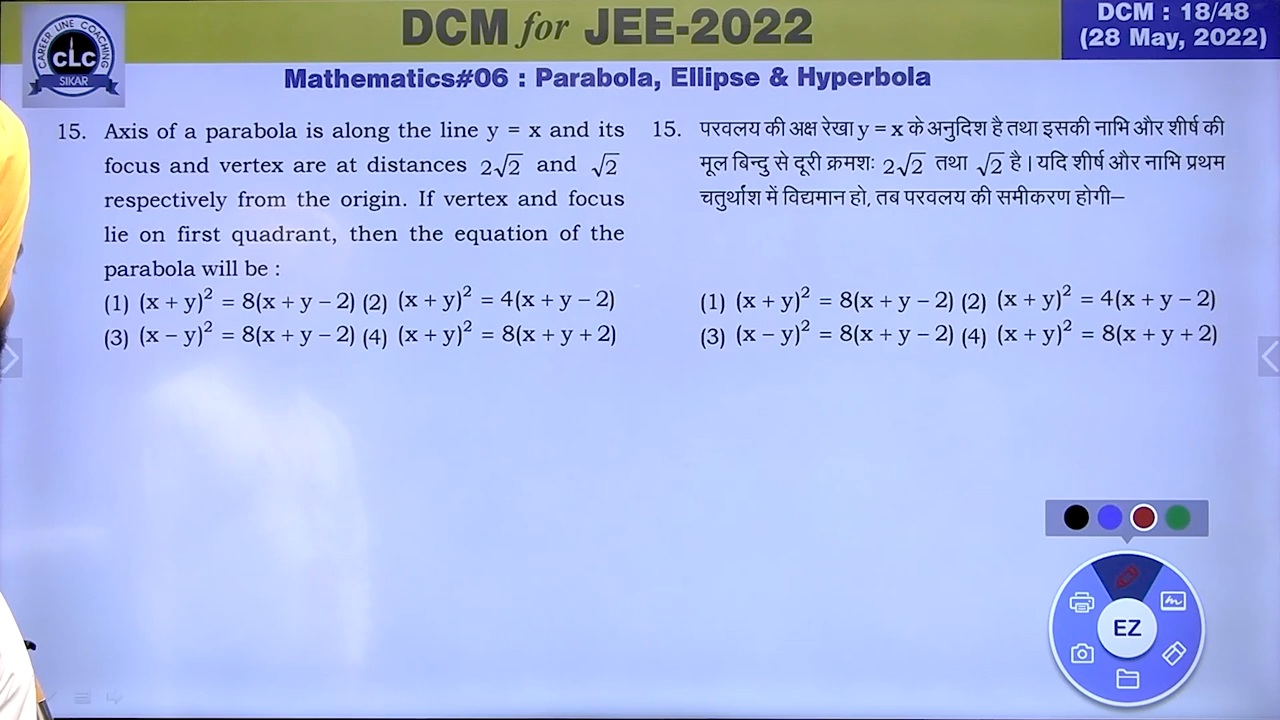 DCM for JEE-2022
DCM : 18/48
(28 May, 2022)
CAREER LINE COACHING
CLC
SIKAR
Mathematics#06 : Parabola, Ellipse & Hyperbola
15. Axis of a parabola is along the line y = x and its
focus and vertex are at distances 2√2 and √2
respectively from the origin. If vertex and focus
lie on first quadrant, then the equation of the
parabola will be :
(1) (x + y)² = 8(x + y – 2) (2) (x + y)² = 4(x + y – 2)
(3) (x – y)² = 8(x + y – 2) (4) (x + y)² = 8(x + y + 2)
15. परवलय की अक्ष रेखा y = x के अनुदिश है तथा इसकी नाभि और शीर्ष की
मूल बिन्दु से दूरी क्रमशः 2√2 तथा √2 है। यदि शीर्ष और नाभि प्रथम
चतुर्थांश में विद्यमान हो, तब परवलय की समीकरण होगी–
(1) (x + y)² = 8(x + y – 2) (2) (x + y)² = 4(x + y – 2)
(3) (x – y)² = 8(x + y – 2) (4) (x + y)² = 8(x + y + 2)
EZ